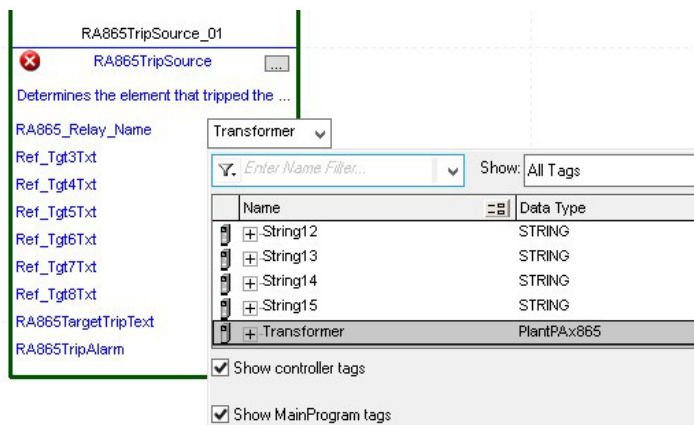 RA865TripSource_01
RA865TripSource ...
Determines the element that tripped the ...
RA865_Relay_Name Transformer
Ref_Tgt3Txt
Ref_Tgt4Txt
Ref_Tgt5Txt
Ref_Tgt6Txt
Ref_Tgt7Txt
Ref_Tgt8Txt
RA865TargetTripText
RA865TripAlarm
Enter Name Filter... Show: All Tags
Name Data Type
String12 STRING
String13 STRING
String14 STRING
String15 STRING
Transformer PlantPAx865
Show controller tags
Show MainProgram tags